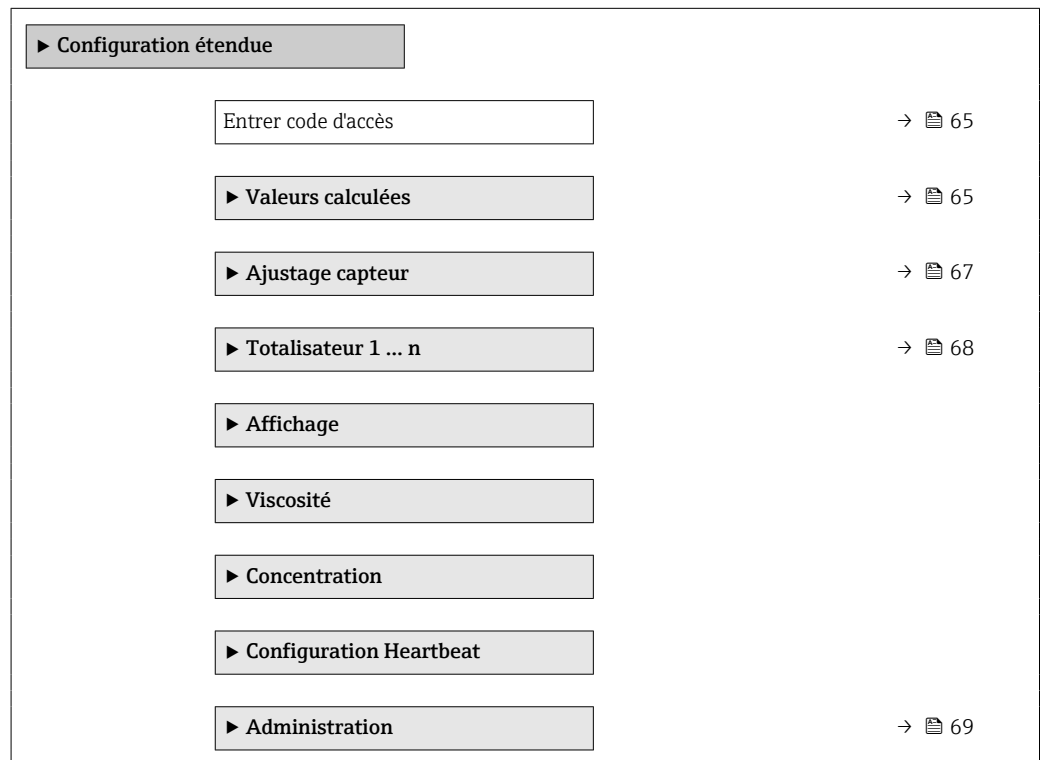 ▶ Configuration étendue
Entrer code d'accès → 65
▶ Valeurs calculées → 65
▶ Ajustage capteur → 67
▶ Totalisateur 1 … n → 68
▶ Affichage
▶ Viscosité
▶ Concentration
▶ Configuration Heartbeat
▶ Administration → 69